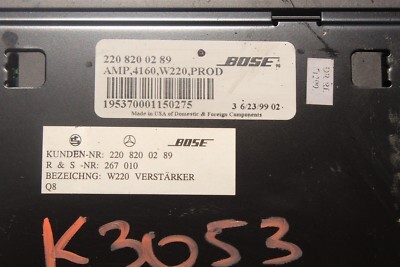 220 820 02 89
AMP,4160,W220,PROD
BOSE
195370001150275
3 6/23/99 02
Made in USA of Domestic & Foreign Components
BOSE
KUNDEN-NR: 220 820 02 89
R & S -NR: 267 010
BEZEICHNG: W220 VERSTÄRKER
Q8
K3053